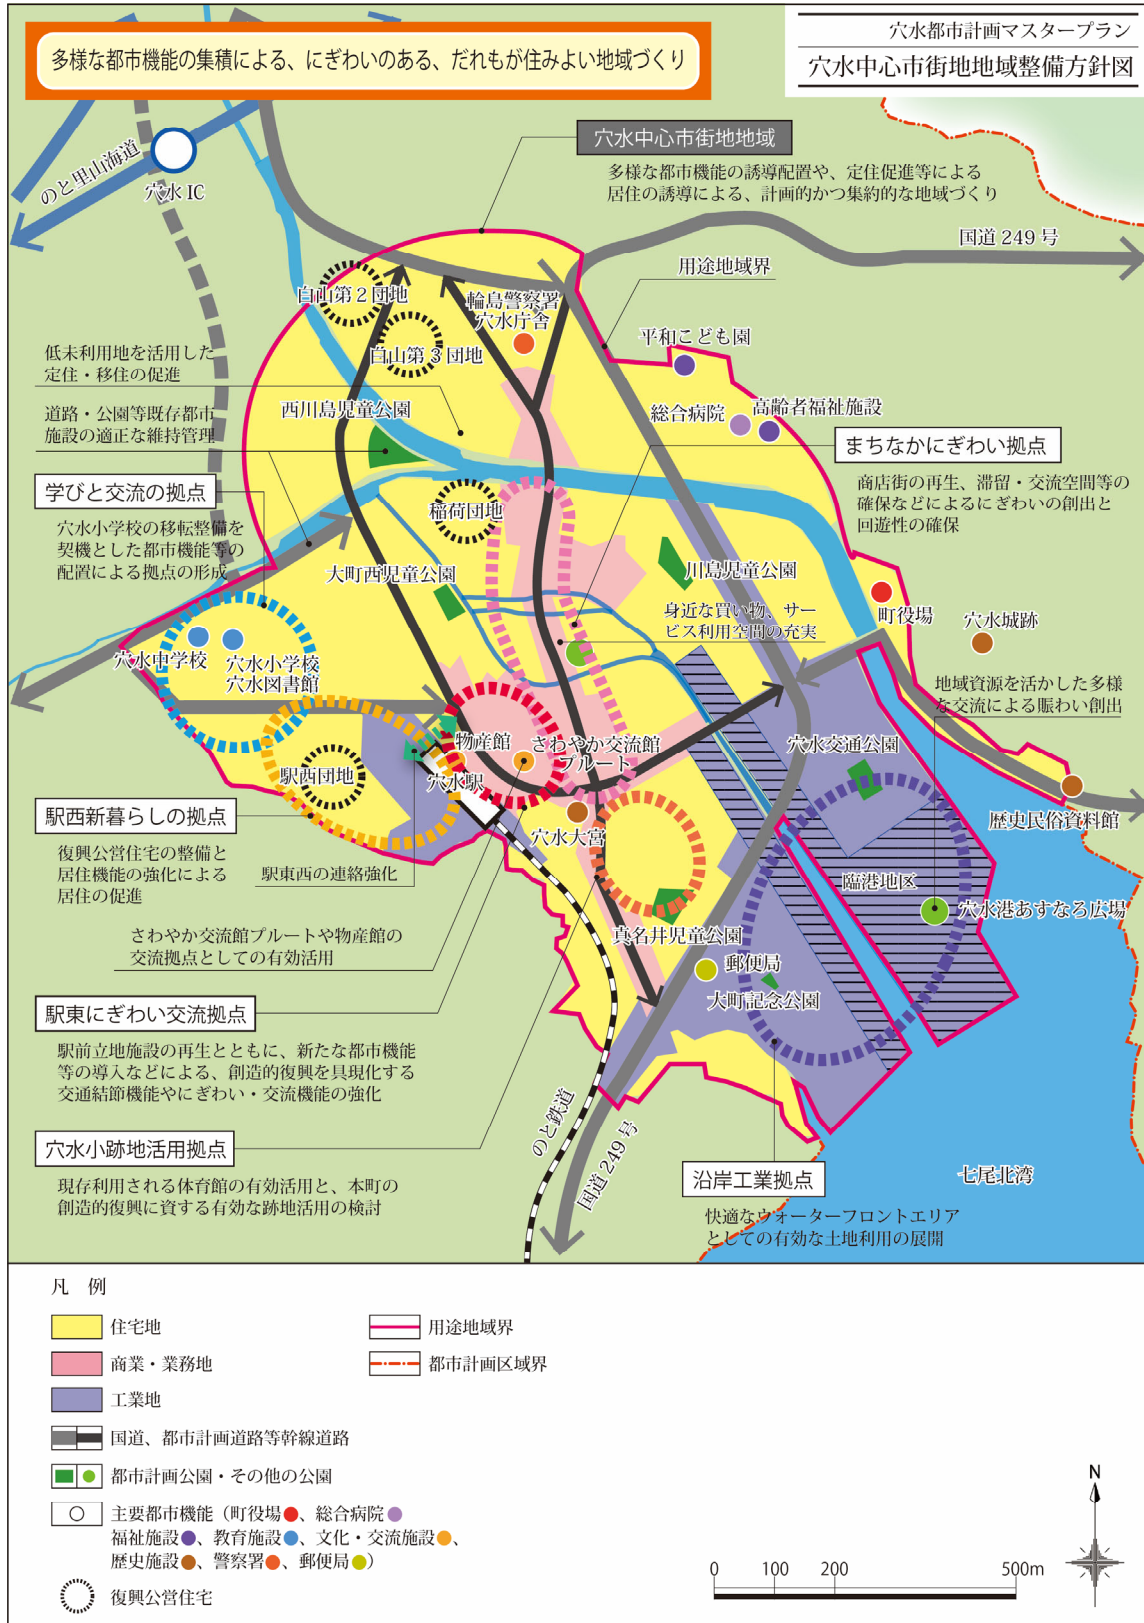 穴水都市計画マスタープラン
穴水中心市街地地域整備方針図
多様な都市機能の集積による、にぎわいのある、だれもが住みよい地域づくり
穴水中心市街地地域
多様な都市機能の誘導配置や、定住促進等による
居住の誘導による、計画的かつ集約的な地域づくり
のと里山海道
穴水 IC
国道 249 号
用途地域界
白山第2団地
輪島警察署
穴水庁舎
白山第3団地
平和こども園
低未利用地を活用した
定住・移住の促進
総合病院
高齢者福祉施設
道路・公園等既存都市
施設の適正な維持管理
西川島児童公園
まちなかにぎわい拠点
商店街の再生、滞留・交流空間等の
確保などによるにぎわいの創出と
回遊性の確保
学びと交流の拠点
穴水小学校の移転整備を
契機とした都市機能等の
配置による拠点の形成
稲荷団地
大町西児童公園
川島児童公園
身近な買い物、サー
ビス利用空間の充実
町役場
穴水城跡
穴水中学校
穴水小学校
穴水図書館
地域資源を活かした多様
な交流による賑わい創出
物産館
さわやか交流館
プルート
穴水交通公園
駅西団地
穴水駅
駅西新暮らしの拠点
復興公営住宅の整備と
居住機能の強化による
居住の促進
駅東西の連絡強化
穴水大宮
歴史民俗資料館
臨港地区
穴水港あすなろ広場
さわやか交流館プルートや物産館の
交流拠点としての有効活用
真名井児童公園
郵便局
大町記念公園
駅東にぎわい交流拠点
駅前立地施設の再生とともに、新たな都市機能
等の導入などによる、創造的復興を具現化する
交通結節機能やにぎわい・交流機能の強化
のと鉄道
国道 249 号
穴水小跡地活用拠点
現存利用される体育館の有効活用と、本町の
創造的復興に資する有効な跡地活用の検討
沿岸工業拠点
快適なウォーターフロントエリア
としての有効な土地利用の展開
七尾北湾
凡 例
住宅地
商業・業務地
工業地
国道、都市計画道路等幹線道路
都市計画公園・その他の公園
主要都市機能（町役場●、総合病院●
福祉施設●、教育施設●、文化・交流施設●、
歴史施設●、警察署●、郵便局●）
復興公営住宅
用途地域界
都市計画区域界
N
0 100 200 500m